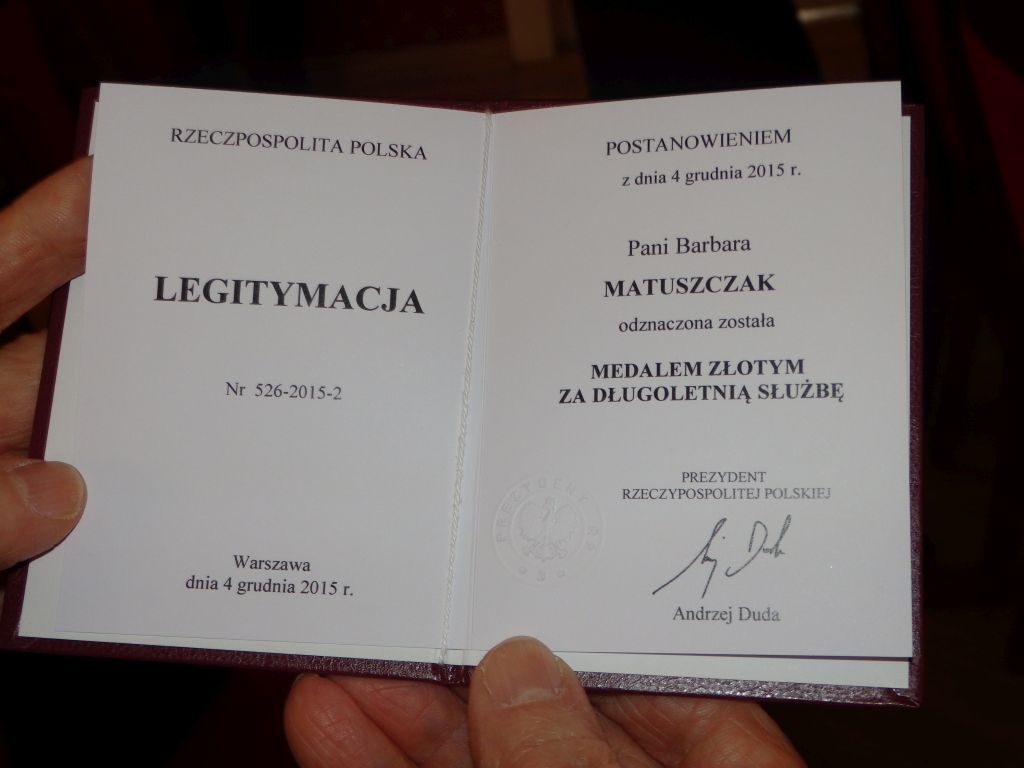 RZECZPOSPOLITA POLSKA
LEGITYMACJA
Nr 526-2015-2
Warszawa
dnia 4 grudnia 2015 r.
POSTANOWIENIEM
z dnia 4 grudnia 2015 r.
Pani Barbara
MATUSZCZAK
odznaczona została
MEDALEM ZŁOTYM
ZA DŁUGOLETNIĄ SŁUŻBĘ
PREZYDENT
RZECZYPOSPOLITEJ POLSKIEJ
Andrzej Duda